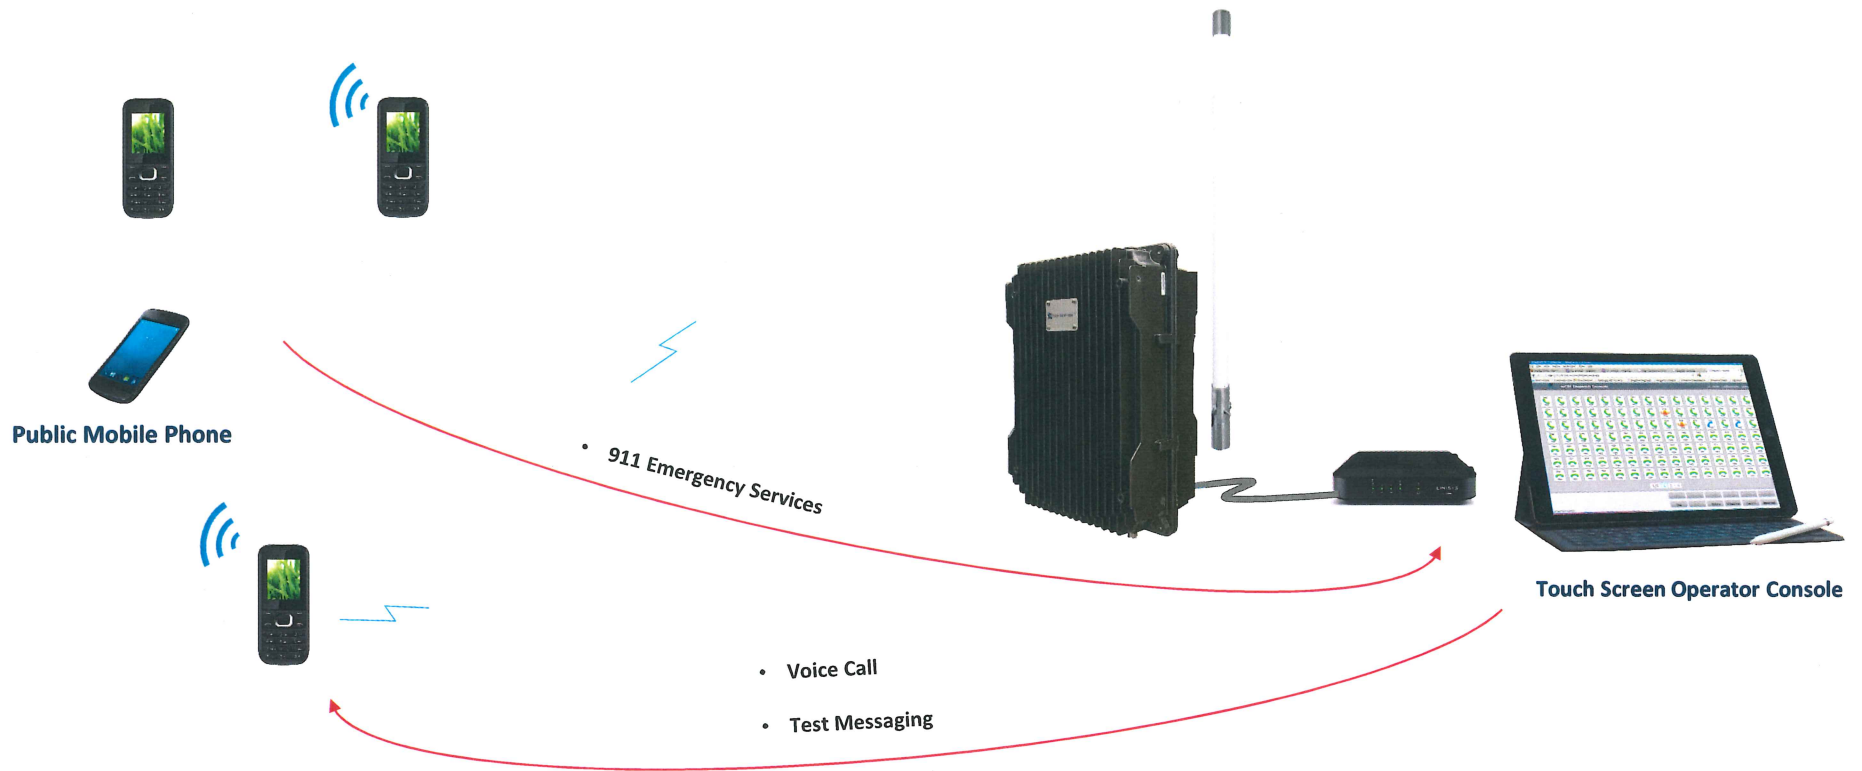 Public Mobile Phone
• 911 Emergency Services
Touch Screen Operator Console
• Voice Call
• Test Messaging